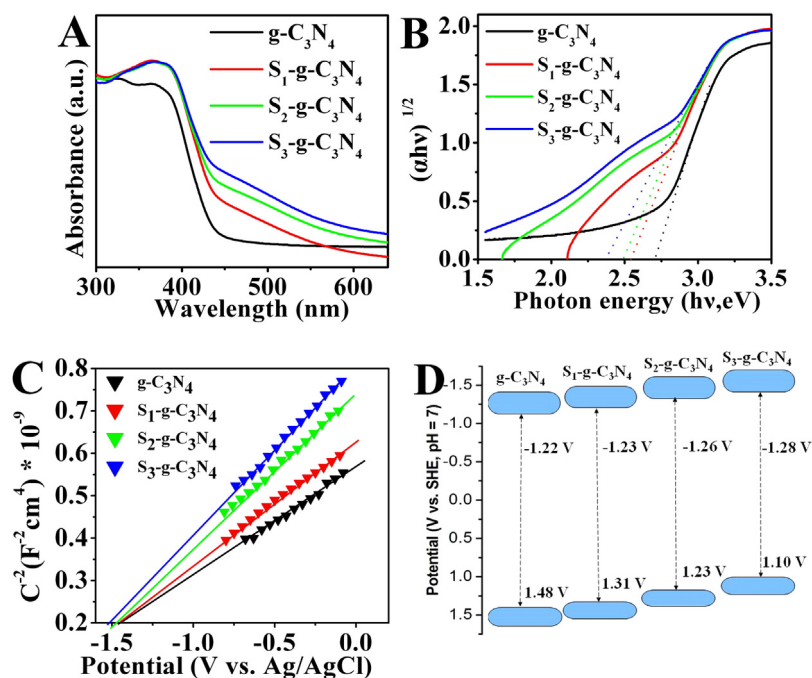 A
g-C3N4
S1-g-C3N4
S2-g-C3N4
S3-g-C3N4
Absorbance (a.u.)
300
400
500
600
Wavelength (nm)
B
g-C3N4
S1-g-C3N4
S2-g-C3N4
S3-g-C3N4
(αhν)1/2
2.0
1.5
1.0
0.5
0.0
1.5
2.0
2.5
3.0
3.5
Photon energy (hν,eV)
C
g-C3N4
S1-g-C3N4
S2-g-C3N4
S3-g-C3N4
C-2(F-2cm4) * 10-9
0.8
0.7
0.6
0.5
0.4
0.3
0.2
-1.5
-1.0
-0.5
0.0
Potential (V vs. Ag/AgCl)
D
g-C3N4
S1-g-C3N4
S2-g-C3N4
S3-g-C3N4
Potential (V vs. SHE, pH = 7)
-1.5
-1.0
-0.5
0.0
0.5
1.0
1.5
-1.22 V
-1.23 V
-1.26 V
-1.28 V
1.48 V
1.31 V
1.23 V
1.10 V